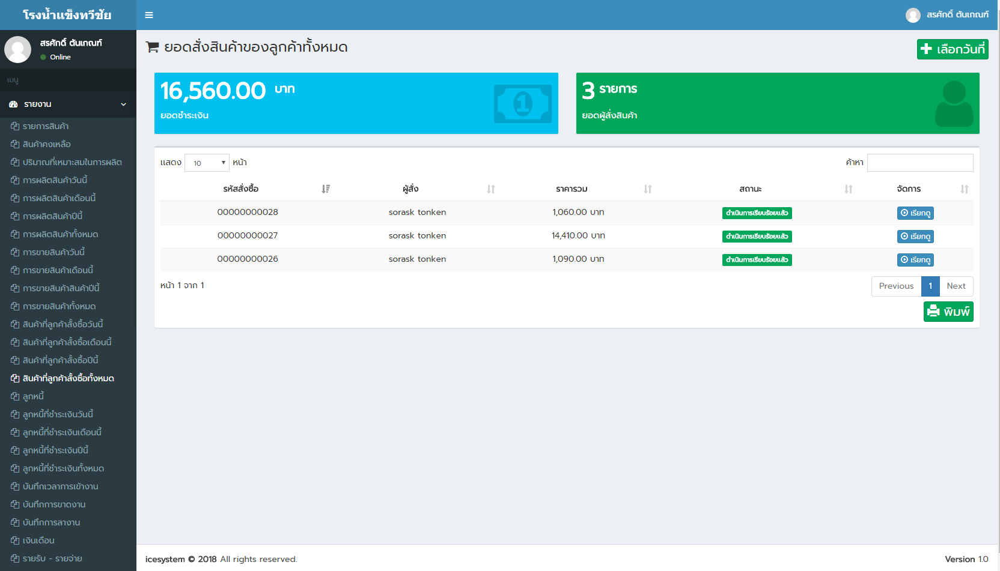 โรงน้ำแข็งทวีชัย
สรศักดิ์ ต้นเกณฑ์
สรศักดิ์ ต้นเกณฑ์
Online
เมนู
รายงาน
รายการสินค้า
สินค้าคงเหลือ
ปริมาณที่เหมาะสมในการผลิต
การผลิตสินค้าวันนี้
การผลิตสินค้าเดือนนี้
การผลิตสินค้าปีนี้
การผลิตสินค้าทั้งหมด
การขายสินค้าวันนี้
การขายสินค้าเดือนนี้
การขายสินค้าสินค้าปีนี้
การขายสินค้าทั้งหมด
สินค้าที่ลูกค้าสั้งซื้อวันนี้
สินค้าที่ลูกค้าสั้งซื้อเดือนนี้
สินค้าที่ลูกค้าสั้งซื้อปีนี้
สินค้าที่ลูกค้าสั้งซื้อทั้งหมด
ลูกหนี้
ลูกหนี้ที่ชำระเงินวันนี้
ลูกหนี้ที่ชำระเงินเดือนนี้
ลูกหนี้ที่ชำระเงินปีนี้
ลูกหนี้ที่ชำระเงินทั้งหมด
บันทึกเวลาการเข้างาน
บันทึกการขาดงาน
บันทึกการลางาน
เงินเดือน
รายรับ - รายจ่าย
ยอดสั่งสินค้าของลูกค้าทั้งหมด
เลือกวันที่
16,560.00 บาท
ยอดชำระเงิน
3 รายการ
ยอดผู้สั่งสินค้า
แสดง 10 หน้า
ค้าหา
รหัสสั่งซื้อ ผู้สั่ง ราคารวม สถานะ จัดการ
00000000028 sorask tonken 1,060.00 บาท ดำเนินการเรียบร้อยแล้ว เรียกดู
00000000027 sorask tonken 14,410.00 บาท ดำเนินการเรียบร้อยแล้ว เรียกดู
00000000026 sorask tonken 1,090.00 บาท ดำเนินการเรียบร้อยแล้ว เรียกดู
หน้า 1 จาก 1
Previous 1 Next
พิมพ์
icesystem © 2018 All rights reserved.
Version 1.0